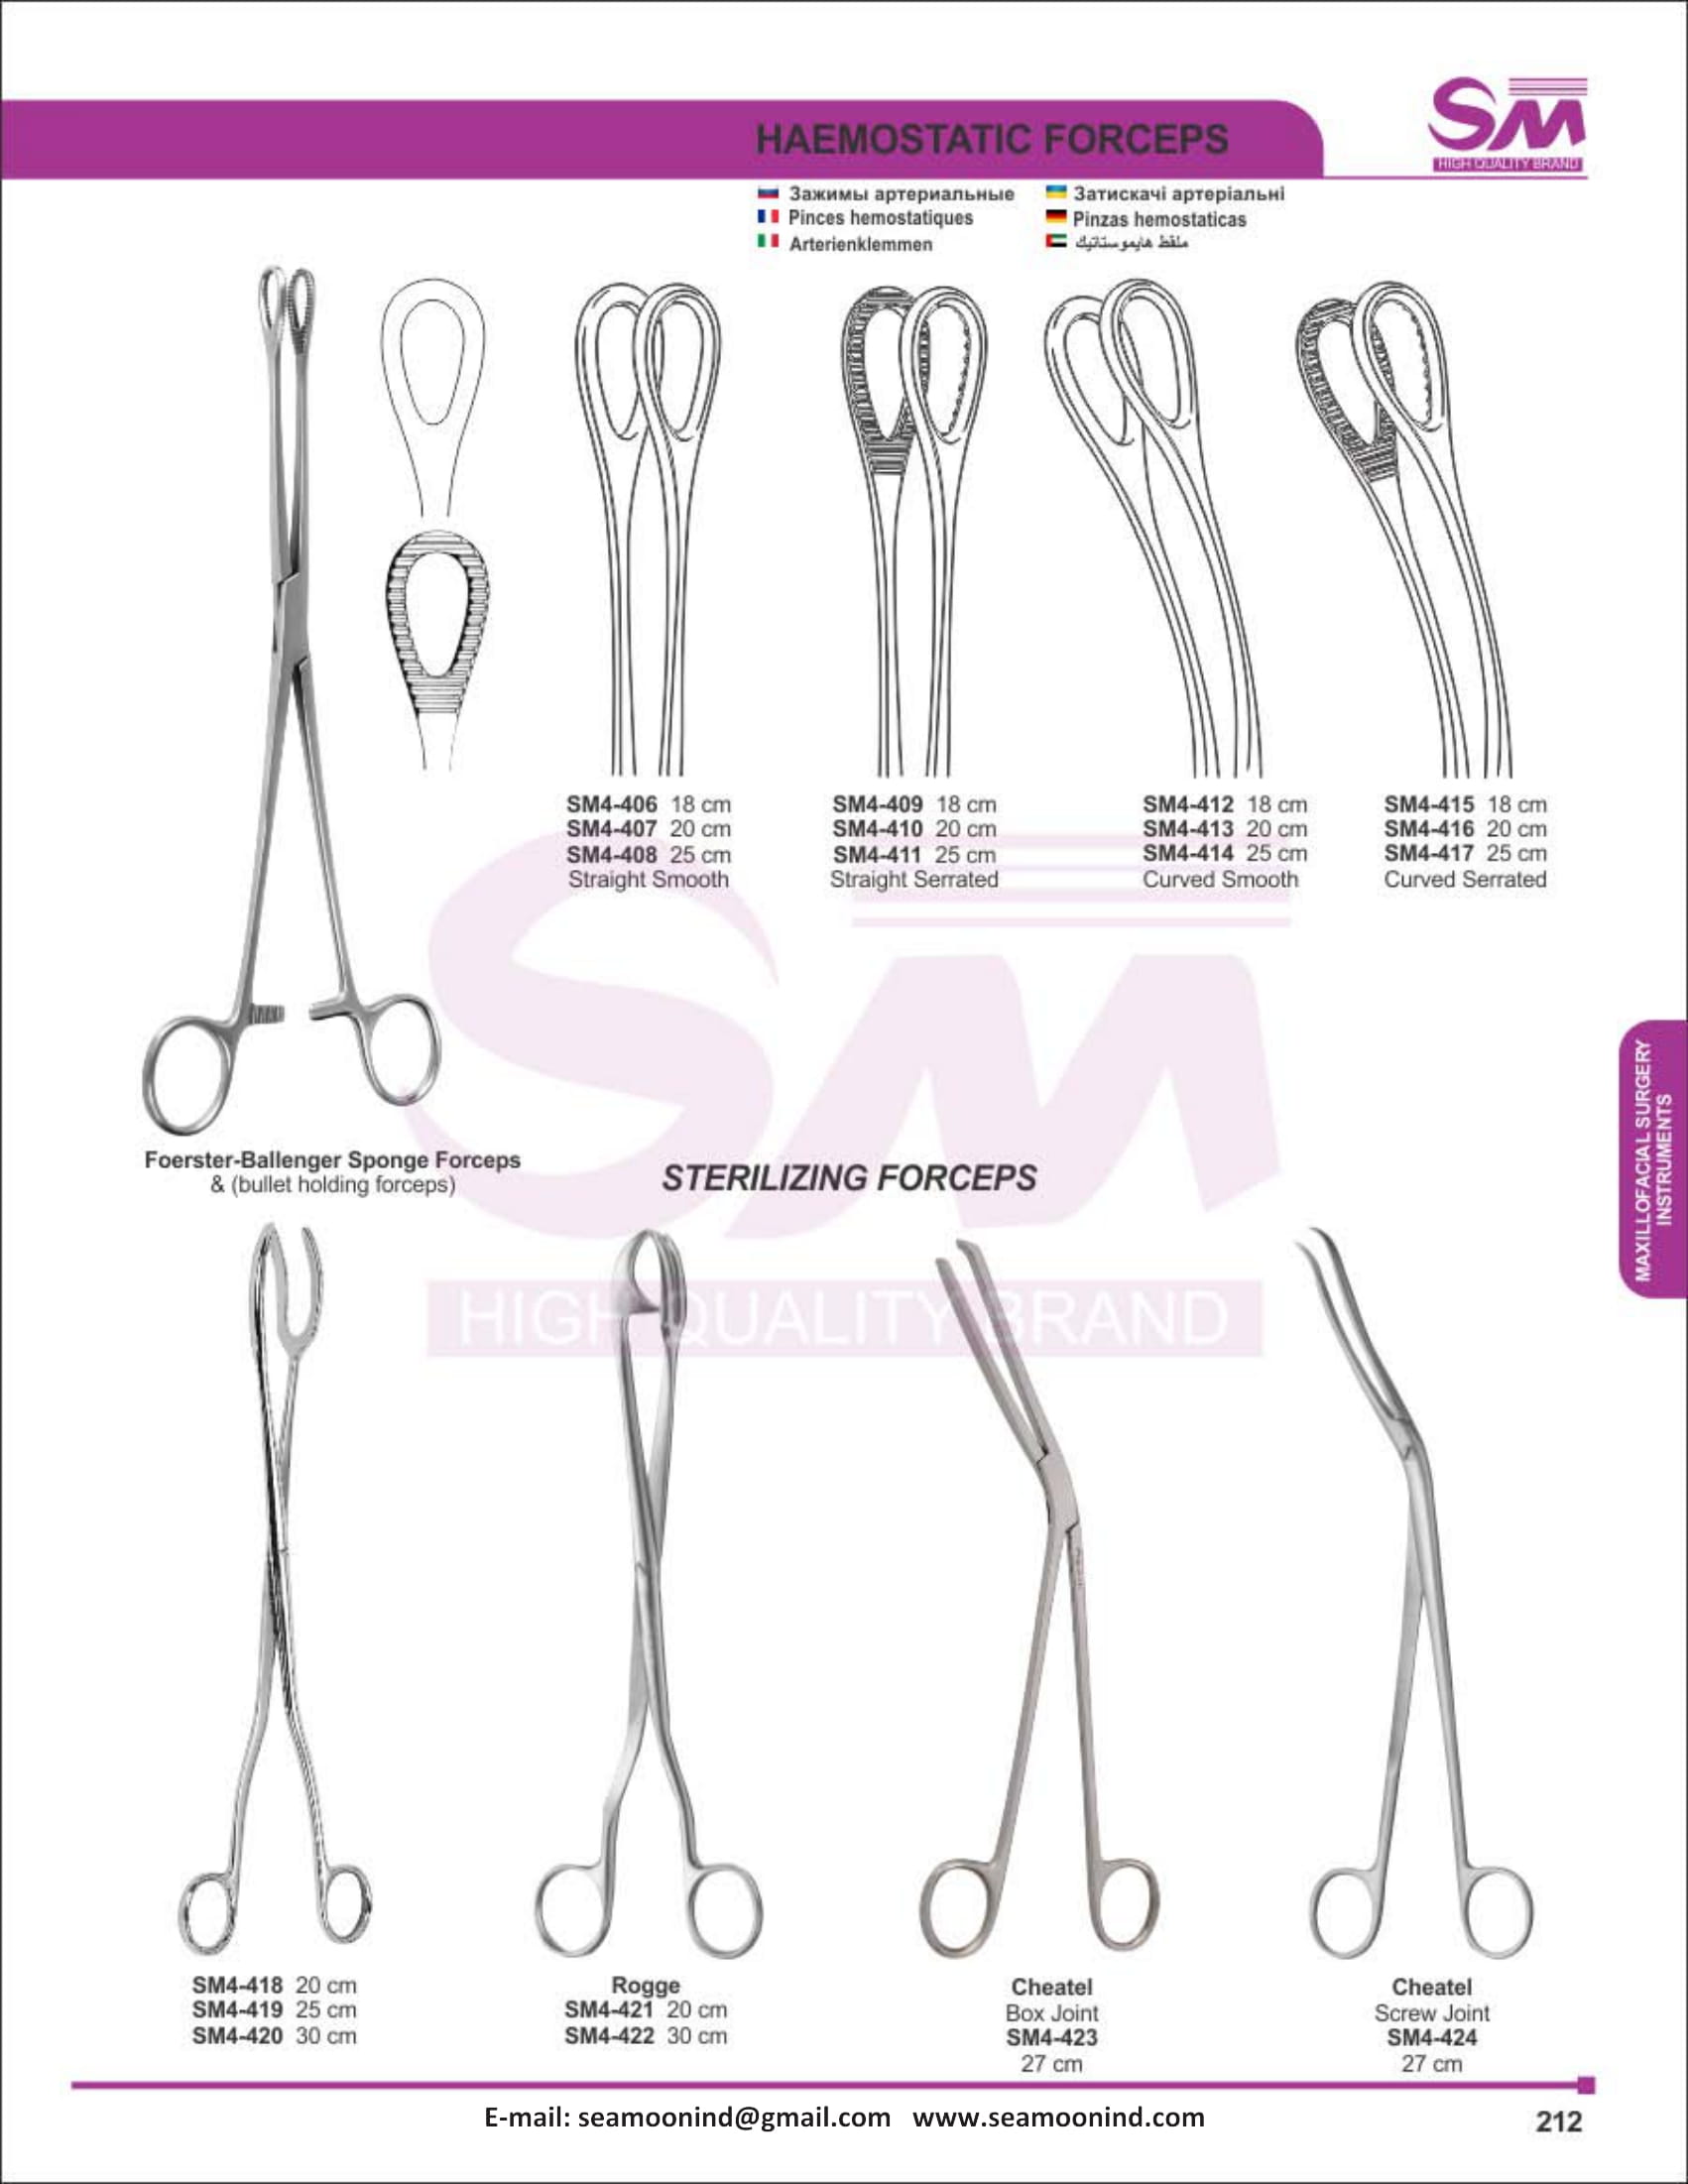 SM
HIGH QUALITY BRAND
HAEMOSTATIC FORCEPS
Зажимы артериальные
Затискачі артеріальні
Pinces hemostatiques
Pinzas hemostaticas
Arterienklemmen
ملقط هايموستاتيك
SM4-406 18 cm
SM4-407 20 cm
SM4-408 25 cm
Straight Smooth
SM4-409 18 cm
SM4-410 20 cm
SM4-411 25 cm
Straight Serrated
SM4-412 18 cm
SM4-413 20 cm
SM4-414 25 cm
Curved Smooth
SM4-415 18 cm
SM4-416 20 cm
SM4-417 25 cm
Curved Serrated
SM
HIGH QUALITY BRAND
MAXILLOFACIAL SURGERY
INSTRUMENTS
Foerster-Ballenger Sponge Forceps
& (bullet holding forceps)
STERILIZING FORCEPS
SM4-418 20 cm
SM4-419 25 cm
SM4-420 30 cm
Rogge
SM4-421 20 cm
SM4-422 30 cm
Cheatel
Box Joint
SM4-423
27 cm
Cheatel
Screw Joint
SM4-424
27 cm
E-mail: seamoonind@gmail.com www.seamoonind.com
212